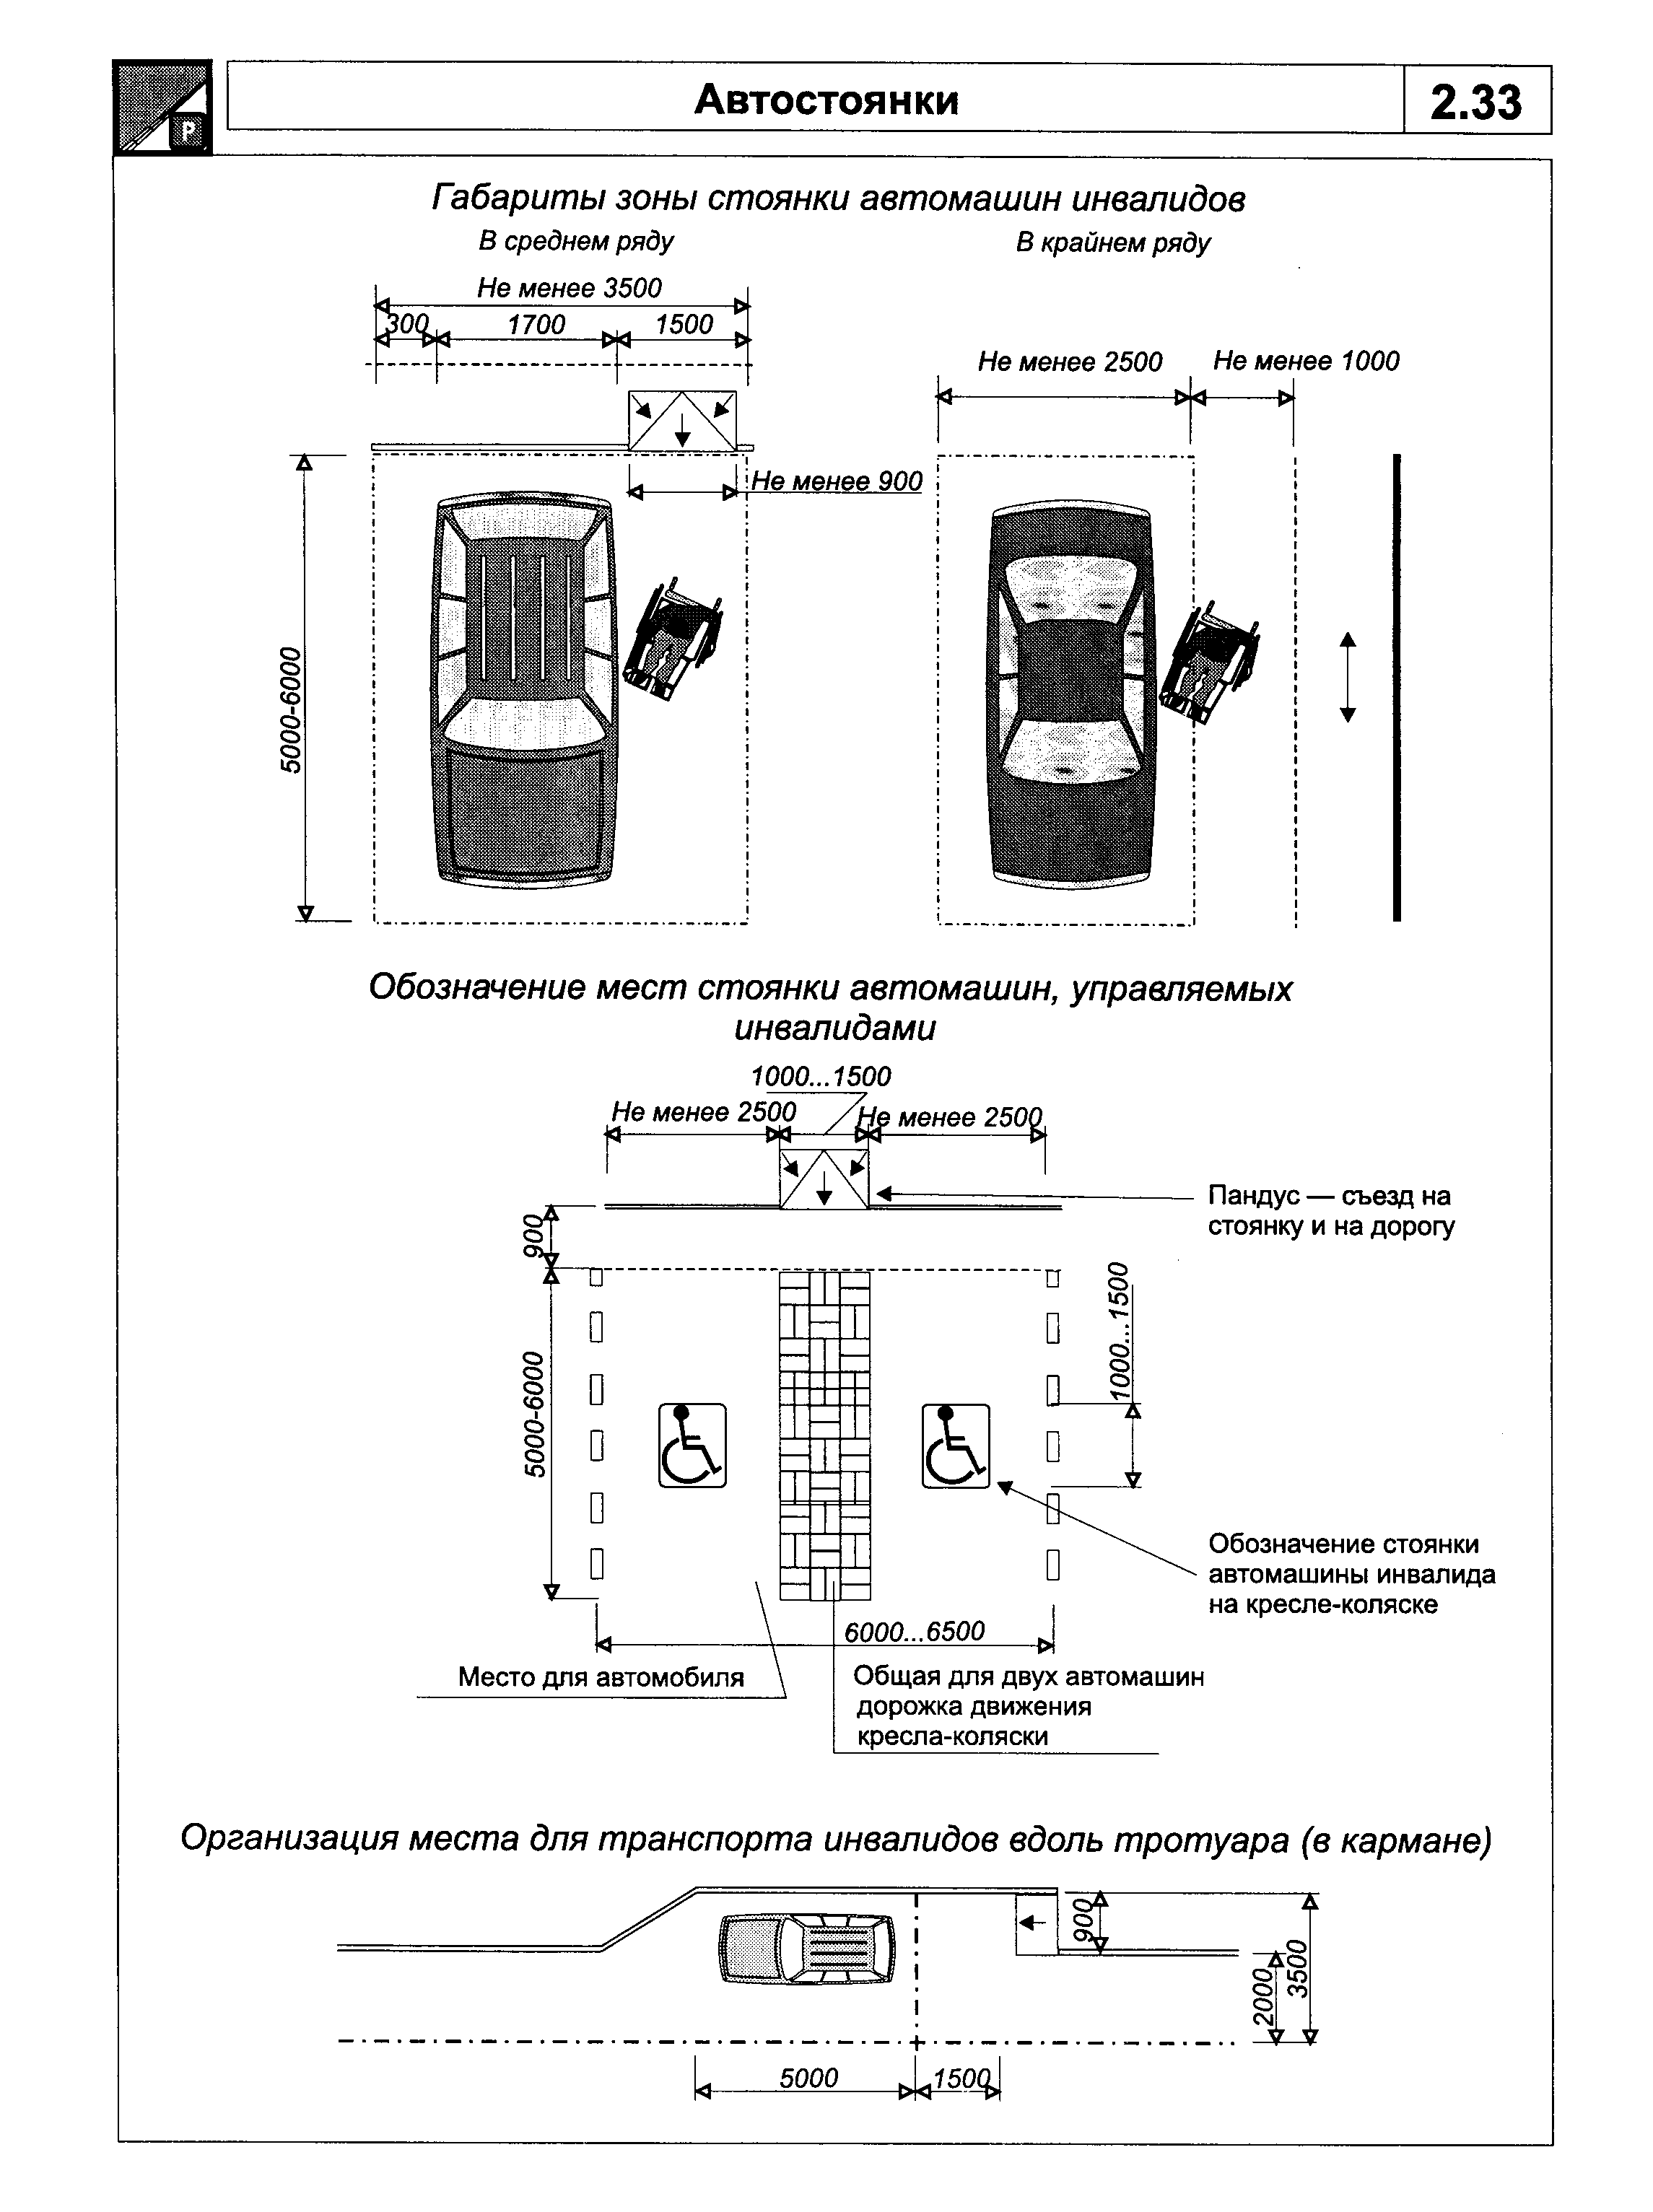 P
Автостоянки
2.33
Габариты зоны стоянки автомашин инвалидов
В среднем ряду
В крайнем ряду
Не менее 3500
300
1700
1500
Не менее 2500
Не менее 1000
Не менее 900
5000-6000
Обозначение мест стоянки автомашин, управляемых
инвалидами
1000...1500
Не менее 2500
Не менее 2500
Пандус — съезд на
стоянку и на дорогу
900
1000...1500
5000-6000
Обозначение стоянки
автомашины инвалида
на кресле-коляске
6000...6500
Место для автомобиля
Общая для двух автомашин
дорожка движения
кресла-коляски
Организация места для транспорта инвалидов вдоль тротуара (в кармане)
900
3500
2000
5000
1500